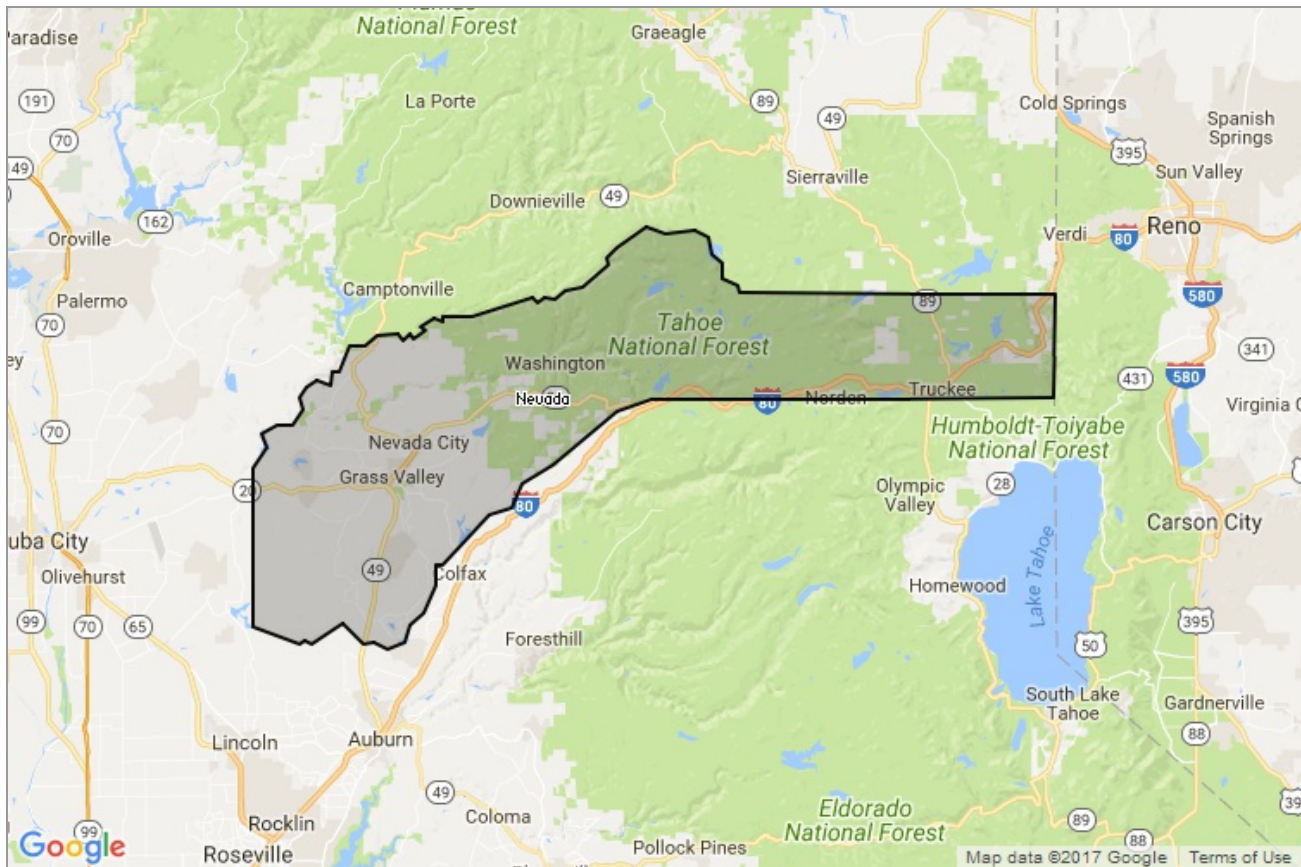 Plumas
National Forest
Paradise
Graeagle
191
La Porte
89
49
Cold Springs
Spanish
Springs
70
70
395
49
Sun Valley
Sierraville
49
Downieville
162
Oroville
Verdi
80
Reno
Camptonville
89
580
Palermo
70
Tahoe
National Forest
341
ey
Washington
431
580
Truckee
Nevada
80
Norden
Virginia C
70
Nevada City
Humboldt-Toiyabe
National Forest
Grass Valley
20
28
Olympic
Valley
80
Carson City
uba City
49
Olivehurst
Colfax
Homewood
Lake Tahoe
99
70
65
395
Foresthill
50
South Lake
Tahoe
Gardnerville
Lincoln
Auburn
88
49
Coloma
395
Eldorado
National Forest
Rocklin
99
89
88
Google
Roseville
Pollock Pines
Map data ©2017 Google
Terms of Use